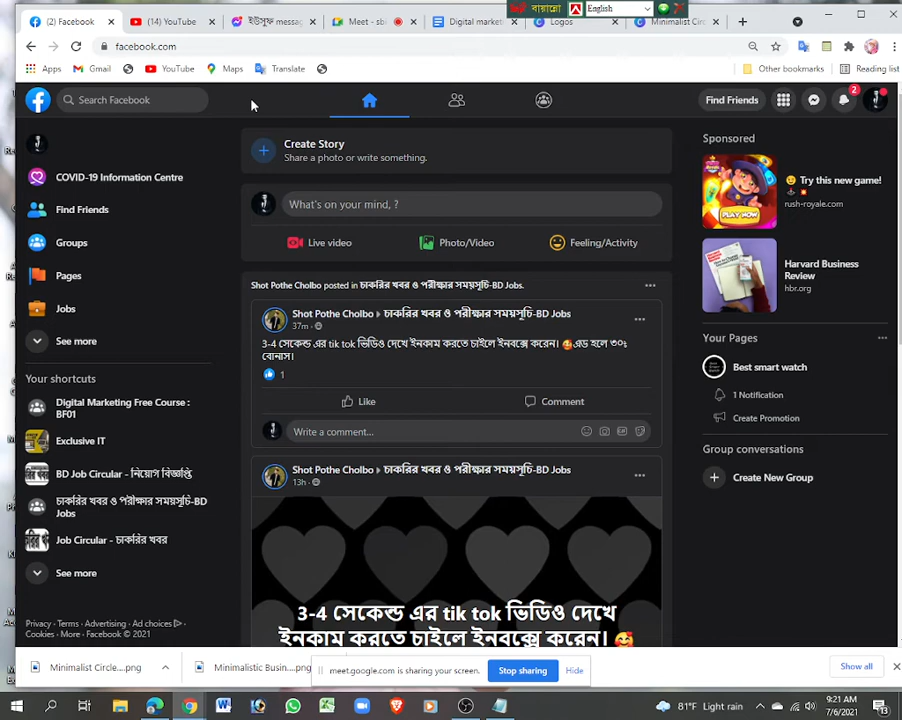 বায়ান্নো
English
(2) Facebook
(14) YouTube
ইউসুফ messag
Meet - sb
Digital market
Logos
Minimalist Circ
facebook.com
Apps
Gmail
YouTube
Maps
Translate
Other bookmarks
Reading list
Search Facebook
Find Friends
2
COVID-19 Information Centre
Find Friends
Groups
Pages
Jobs
See more
Your shortcuts
Digital Marketing Free Course :
BF01
Exclusive IT
BD Job Circular - নিয়োগ বিজ্ঞপ্তি
চাকরির খবর ও পরীক্ষার সময়সূচি-BD
Jobs
Job Circular - চাকরির খবর
See more
Privacy · Terms · Advertising · Ad choices
Cookies · More · Facebook © 2021
Create Story
Share a photo or write something.
What's on your mind, ?
Live video
Photo/Video
Feeling/Activity
Shot Pothe Cholbo posted in চাকরির খবর ও পরীক্ষার সময়সূচি-BD Jobs.
Shot Pothe Cholbo চাকরির খবর ও পরীক্ষার সময়সূচি-BD Jobs
37m ·
3-4 সেকেন্ড এর tik tok ভিডিও দেখে ইনকাম করতে চাইলে ইনবক্সে করেন। 🥰এড হলে ৩০৳
বোনাস।
1
Like
Comment
Write a comment...
Shot Pothe Cholbo চাকরির খবর ও পরীক্ষার সময়সূচি-BD Jobs
13h ·
3-4 সেকেন্ড এর tik tok ভিডিও দেখে
ইনকাম করতে চাইলে ইনবক্সে করেন। 🥰
Sponsored
PLAY NOW
😉 Try this new game!
rush-royale.com
Harvard Business
Review
hbr.org
Your Pages
Best smart watch
1 Notification
Create Promotion
Group conversations
Create New Group
Minimalist Circle....png
Minimalistic Busin....png
meet.google.com is sharing your screen.
Stop sharing
Hide
Show all
81°F Light rain
9:21 AM
7/6/2021
13